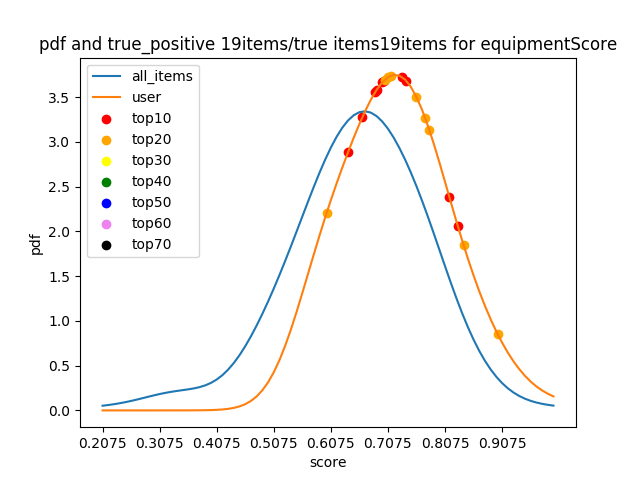 pdf and true_positive 19items/true items19items for equipmentScore
all_items
user
top10
top20
top30
top40
top50
top60
top70
3.5
3.0
2.5
2.0
1.5
1.0
0.5
0.0
pdf
0.2075 0.3075 0.4075 0.5075 0.6075 0.7075 0.8075 0.9075
score